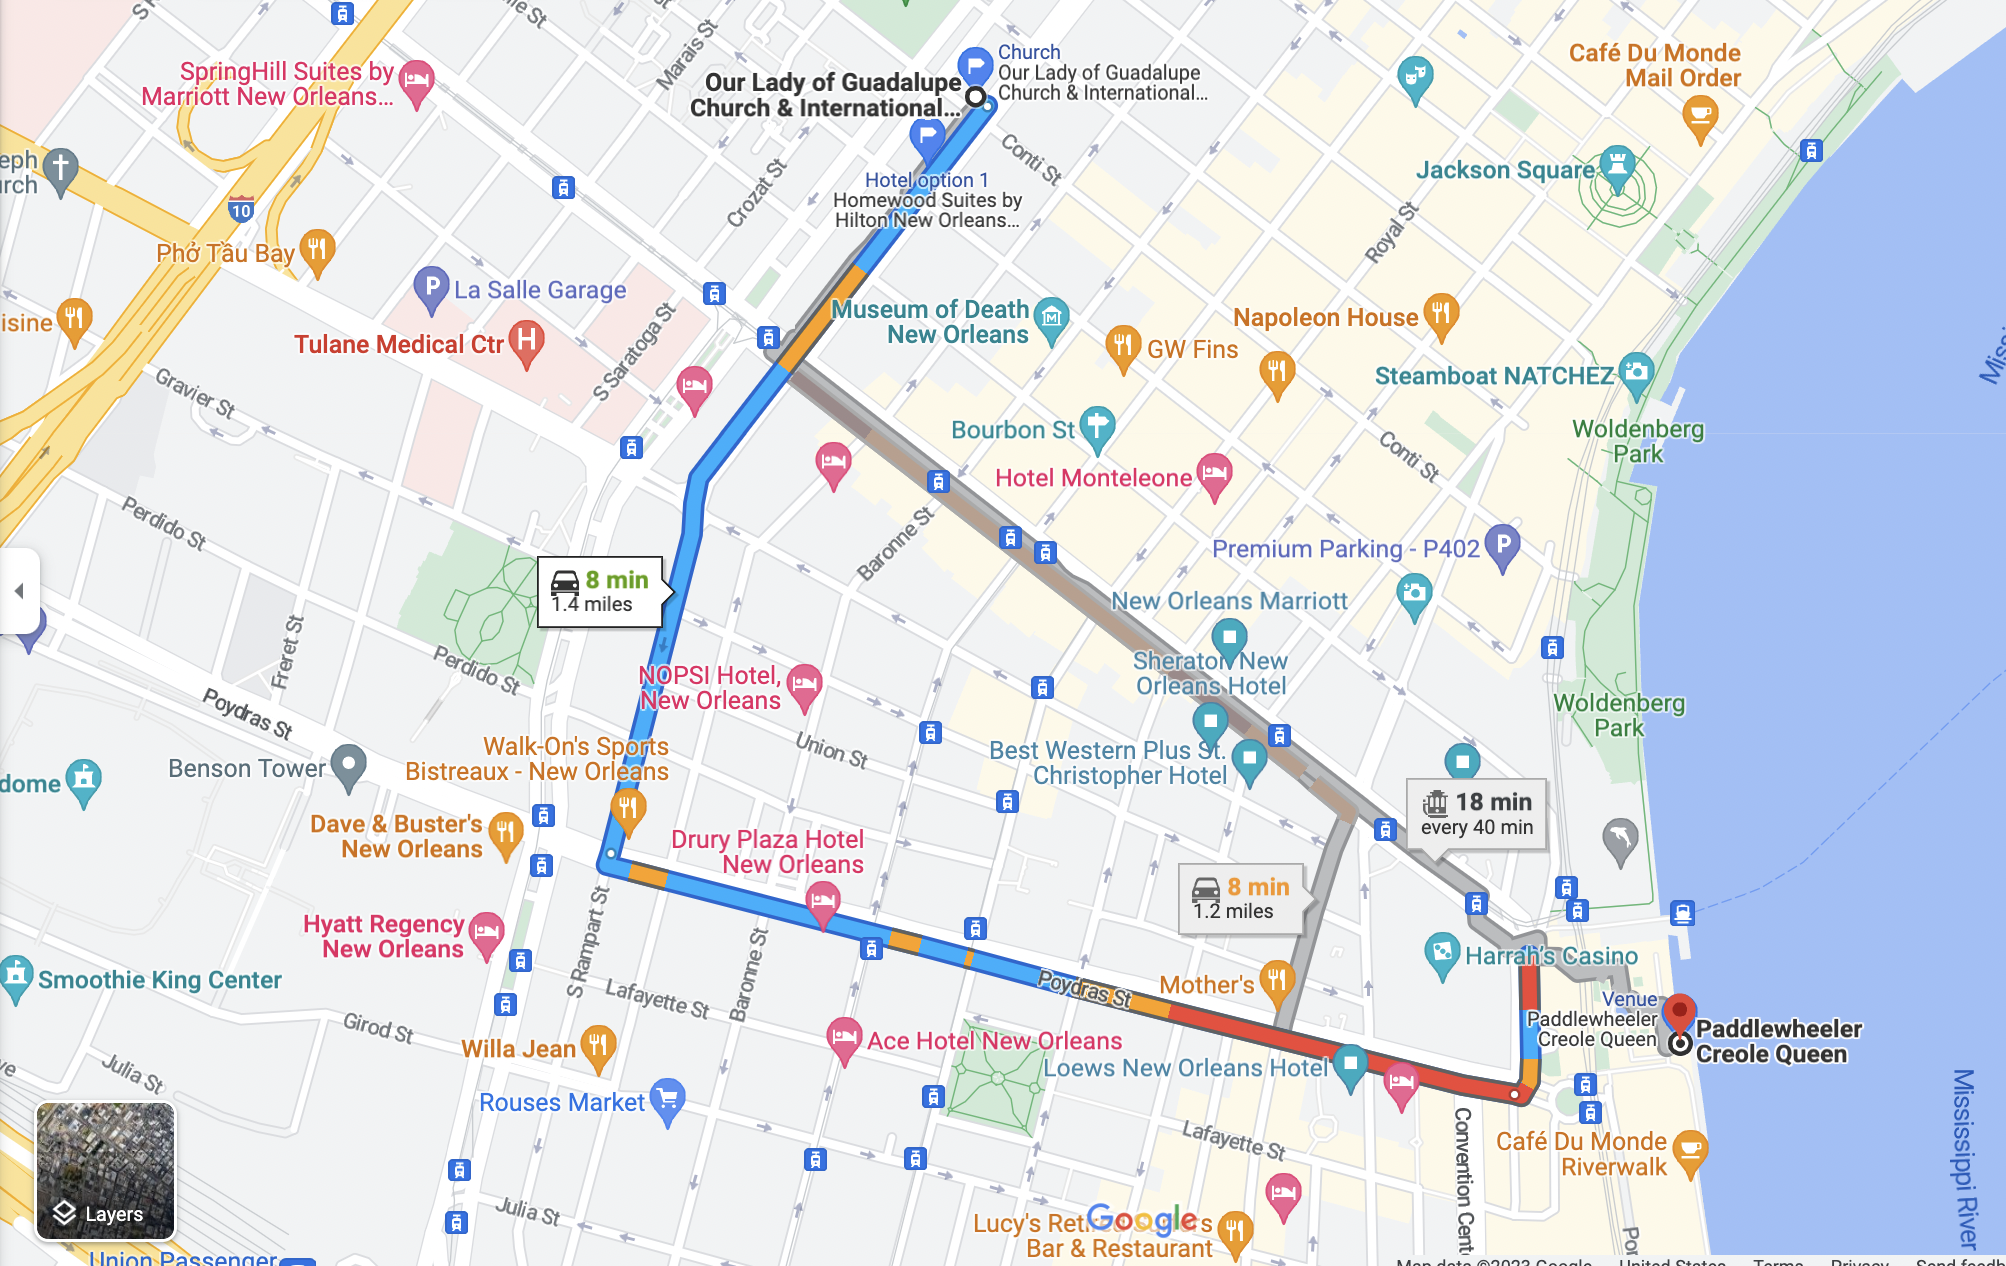 SpringHill Suites by
Marriott New Orleans...
Marais St
Our Lady of Guadalupe
Church & International...
Church
Our Lady of Guadalupe
Church & International...
Café Du Monde
Mail Order
Hotel option 1
Homewood Suites by
Hilton New Orleans...
Conti St
Crozat St
Jackson Square
Royal St
10
Phở Tàu Bay
P
La Salle Garage
Tulane Medical Ctr
H
S Saratoga St
Museum of Death
New Orleans
GW Fins
Napoleon House
Steamboat NATCHEZ
Woldenberg
Park
Gravier St
Bourbon St
Conti St
Hotel Monteleone
Perdido St
Baronne St
Premium Parking - P402
P
8 min
1.4 miles
New Orleans Marriott
Freret St
Perdido St
NOPSI Hotel,
New Orleans
Sheraton New
Orleans Hotel
Woldenberg
Park
Poydras St
Union St
Walk-On's Sports
Bistreaux - New Orleans
Benson Tower
Best Western Plus St.
Christopher Hotel
dome
18 min
every 40 min
Dave & Buster's
New Orleans
Drury Plaza Hotel
New Orleans
8 min
1.2 miles
Hyatt Regency
New Orleans
S Rampart St
Baronne St
Harrah's Casino
Smoothie King Center
Lafayette St
Poydras St
Mother's
Venue
Paddlewheeler
Creole Queen
Paddlewheeler
Creole Queen
Girod St
Willa Jean
Ace Hotel New Orleans
Loews New Orleans Hotel
Julia St
Rouses Market
Lafayette St
Convention Cent
Café Du Monde
Riverwalk
Mississippi River
Layers
Julia St
Google
Lucy's Retired Surfers
Bar & Restaurant
Union Passenger
Map data ©2023 Google
United States
Terms
Privacy
Send feedb